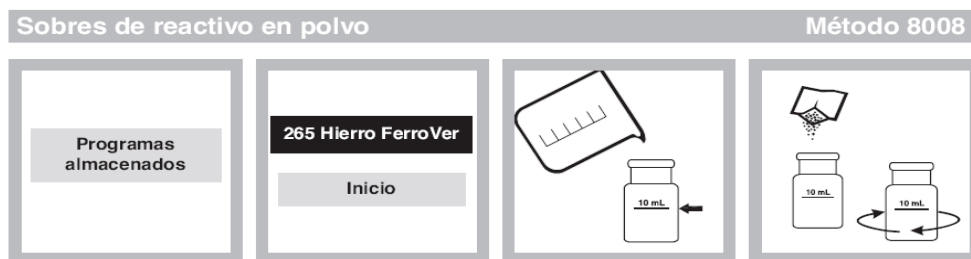 Sobres de reactivo en polvo Método 8008
Programas
almacenados
265 Hierro FerroVer
Inicio
10 mL
10 mL
10 mL